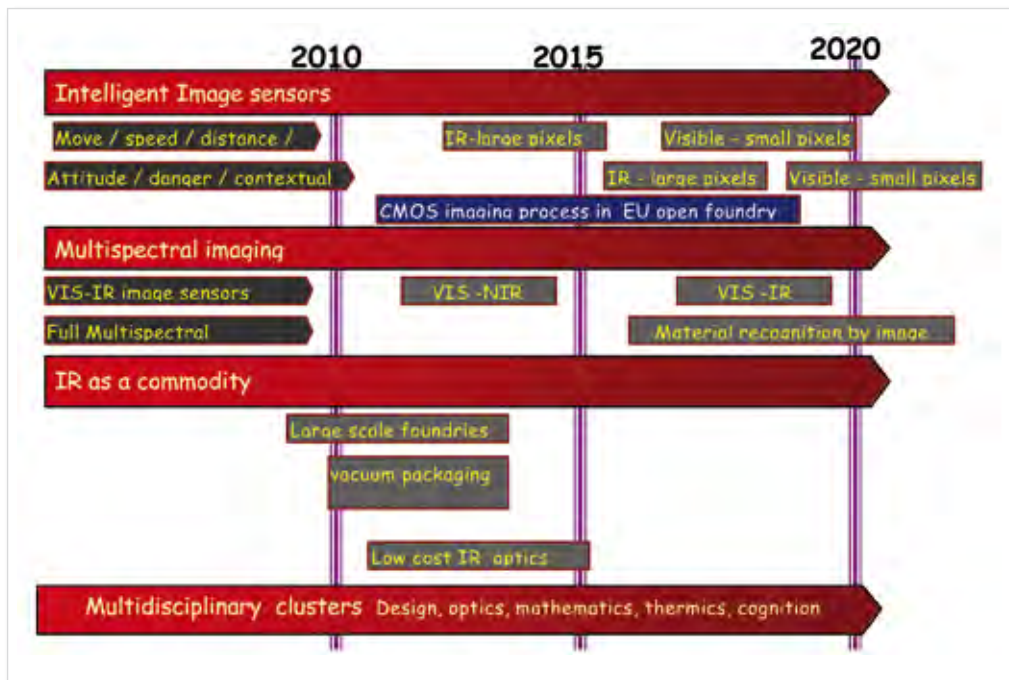 2010 2015 2020
Intelligent Image sensors
Move / speed / distance / IR-large pixels Visible - small pixels
Attitude / danger / contextual IR - large pixels Visible - small pixels
CMOS imaging process in EU open foundry
Multispectral imaging
VIS-IR image sensors VIS -NIR VIS -IR
Full Multispectral Material recognition by image
IR as a commodity
Large scale foundries
vacuum packaging
Low cost IR optics
Multidisciplinary clusters Design, optics, mathematics, thermics, cognition